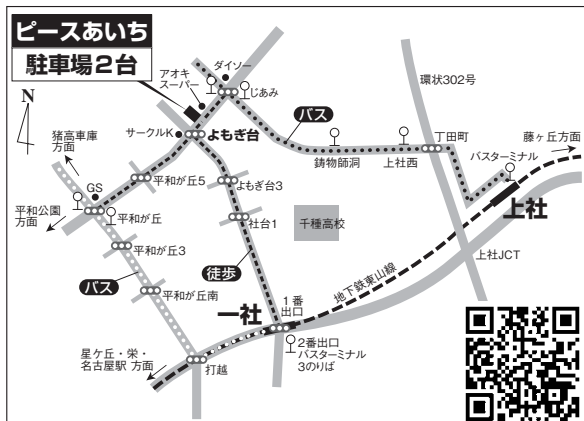 ピースあいち
駐車場2台
N
アオキ
スーパー
ダイソー
じあみ
環状302号
猪高車庫
方面
サークルK
よもぎ台
バス
鋳物師洞
上社西
丁田町
藤ヶ丘方面
バスターミナル
GS
平和が丘5
よもぎ台3
平和公園
方面
平和が丘
社台1
千種高校
上社
平和が丘3
バス
徒歩
上社JCT
平和が丘南
一社
1番
出口
地下鉄東山線
星ケ丘・栄・
名古屋駅 方面
打越
2番出口
バスターミナル
3のりば